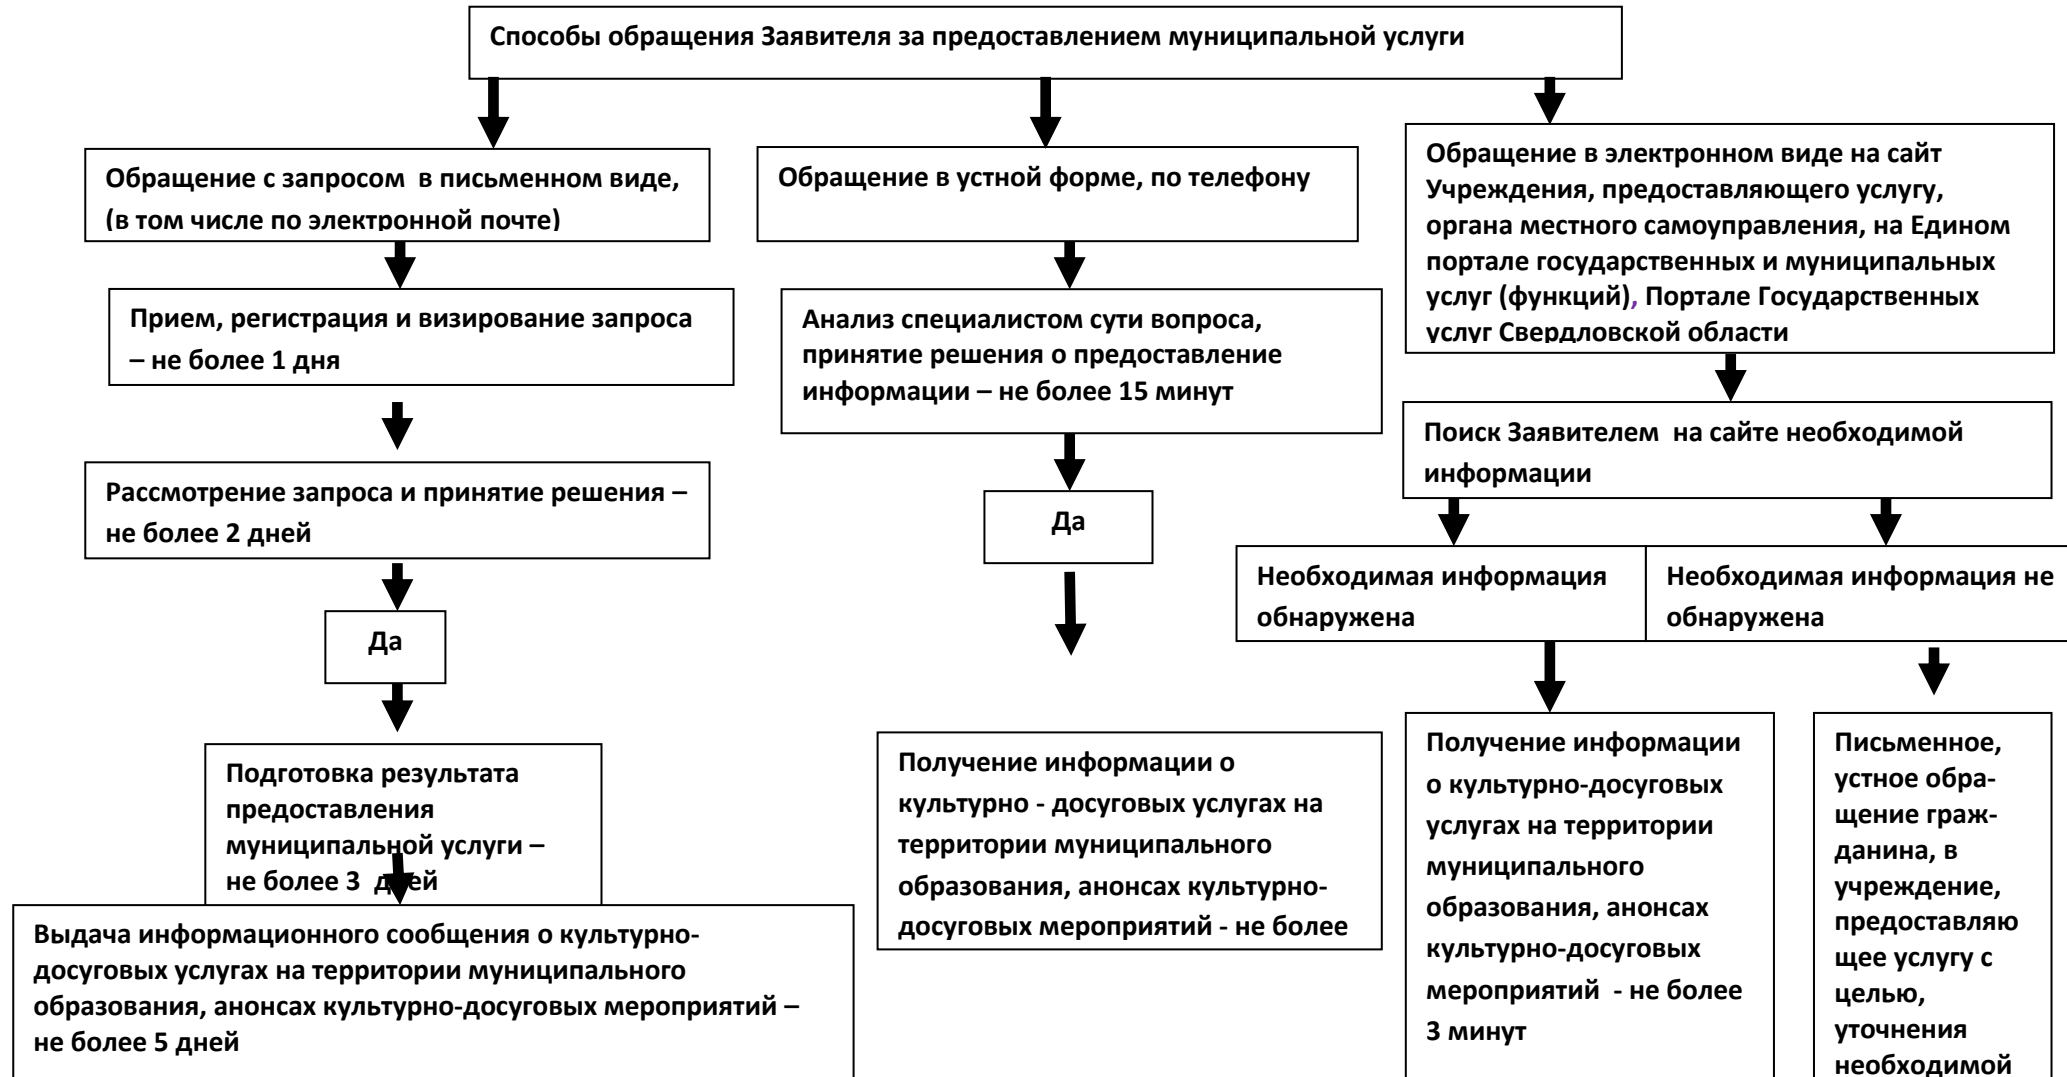 Способы обращения Заявителя за предоставлением муниципальной услуги
Обращение с запросом в письменном виде,
(в том числе по электронной почте)
Прием, регистрация и визирование запроса
– не более 1 дня
Рассмотрение запроса и принятие решения –
не более 2 дней
Да
Подготовка результата
предоставления
муниципальной услуги –
не более 3 дней
Выдача информационного сообщения о культурно-
досуговых услугах на территории муниципального
образования, анонсах культурно-досуговых мероприятий –
не более 5 дней
Обращение в устной форме, по телефону
Анализ специалистом сути вопроса,
принятие решения о предоставление
информации – не более 15 минут
Да
Получение информации о
культурно - досуговых услугах на
территории муниципального
образования, анонсах культурно-
досуговых мероприятий - не более
Обращение в электронном виде на сайт
Учреждения, предоставляющего услугу,
органа местного самоуправления, на Едином
портале государственных и муниципальных
услуг (функций), Портале Государственных
услуг Свердловской области
Поиск Заявителем на сайте необходимой
информации
Необходимая информация
обнаружена
Получение информации
о культурно-досуговых
услугах на территории
муниципального
образования, анонсах
культурно-досуговых
мероприятий - не более
3 минут
Необходимая информация не
обнаружена
Письменное,
устное обра-
щение граж-
данина, в
учреждение,
предоставляю
щее услугу с
целью,
уточнения
необходимой